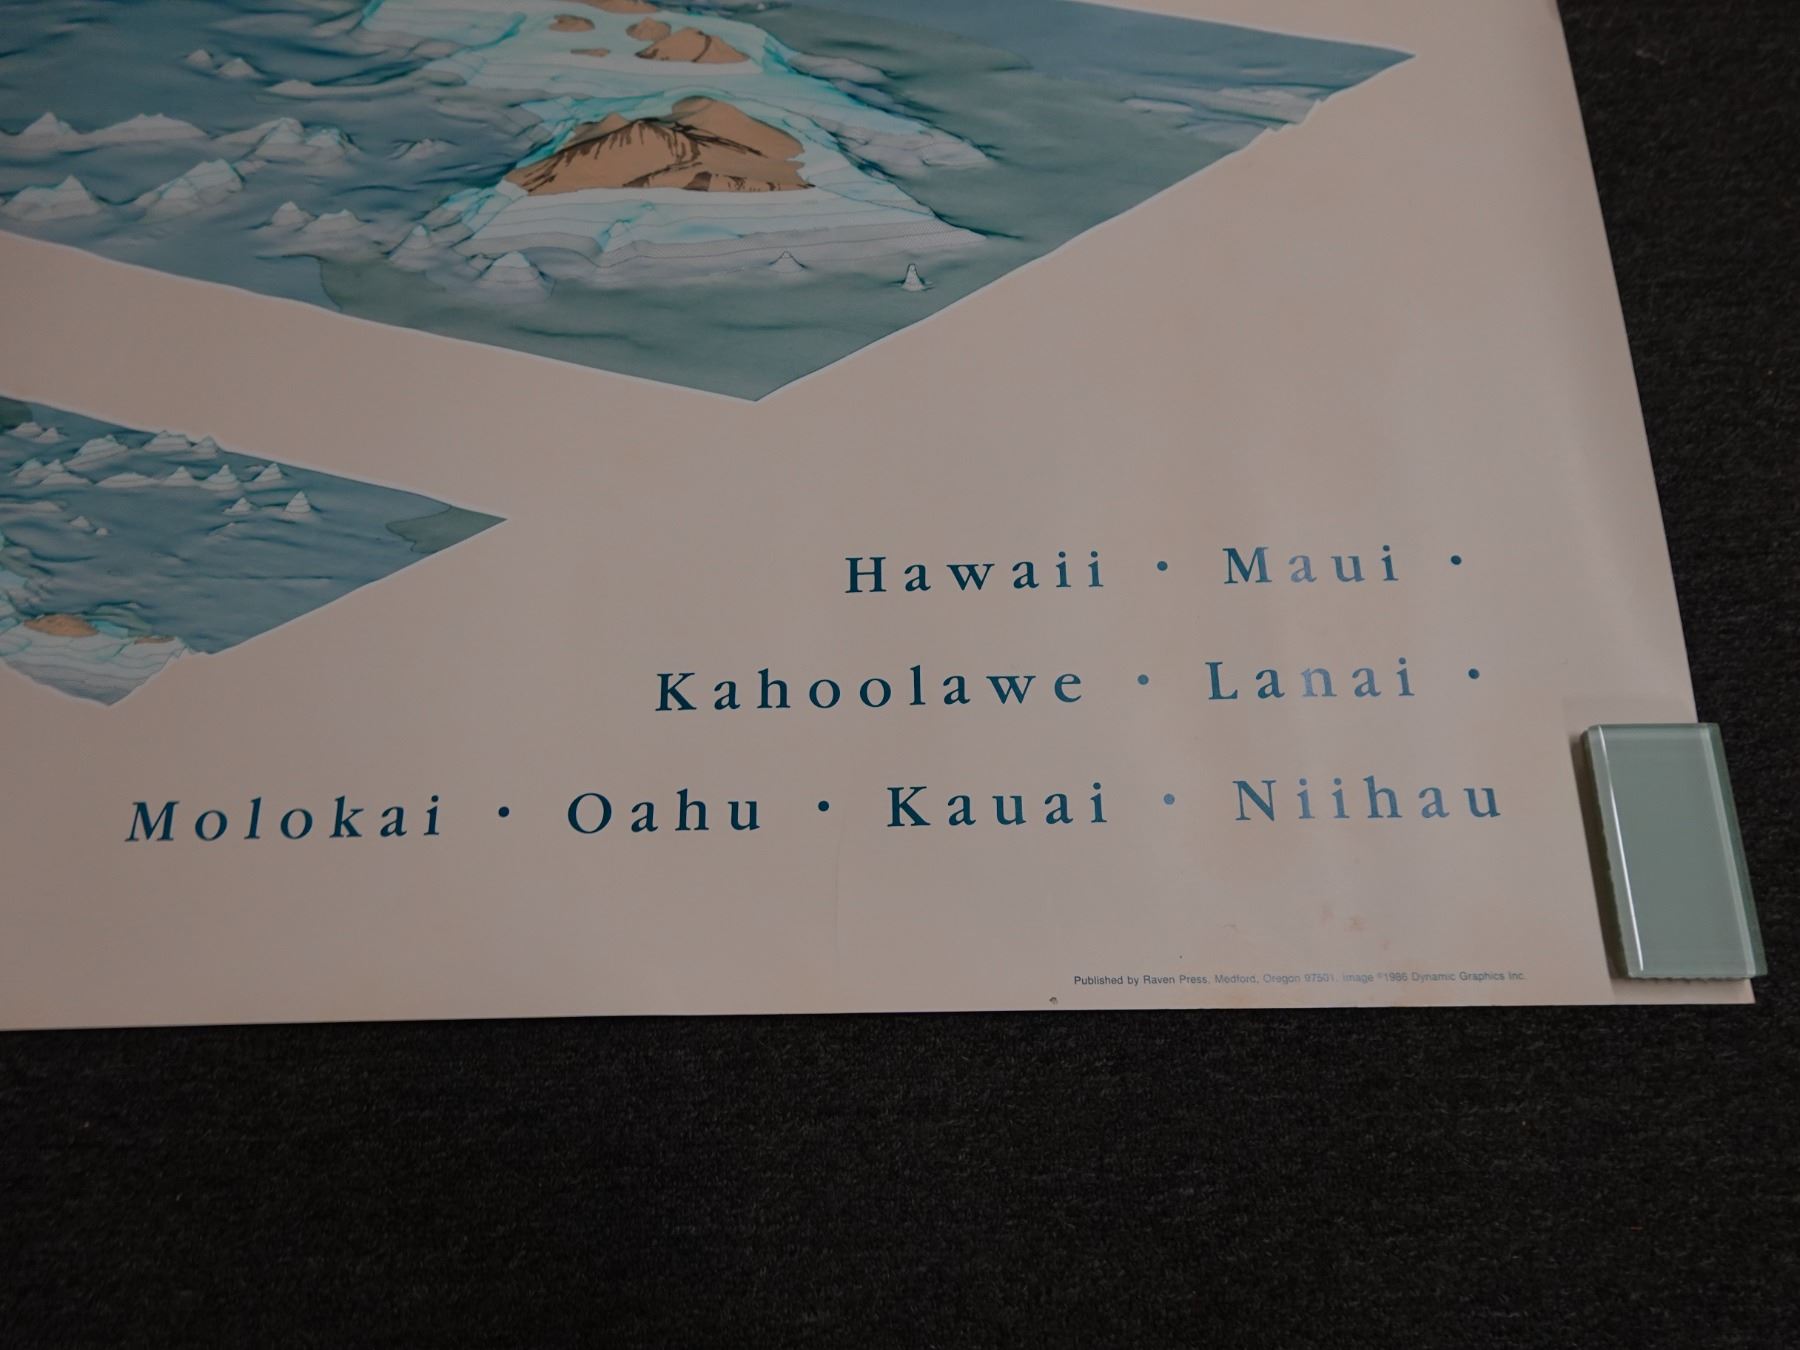 Hawaii • Maui •
Kahoolawe • Lanai •
Molokai • Oahu • Kauai • Niihau
Published by Raven Press, Medford, Oregon 97501. Image ©1986 Dynamic Graphics Inc.